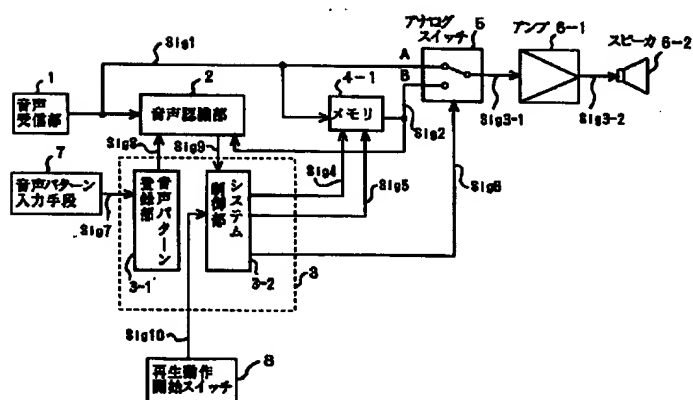 Sig1
アナログ
スイッチ
5
アンプ
6-1
スピーカ 6-2
1
音声
受信部
2
音声認識部
4-1
メモリ
A
B
Sig2
Sig3-1
Sig3-2
7
音声パターン
入力手段
Sig7
Sig8
Sig9
音声パターン
登録部
3-1
システム
制御部
3-2
Sig4
Sig5
Sig6
3
Sig10
再生動作
開始スイッチ
8